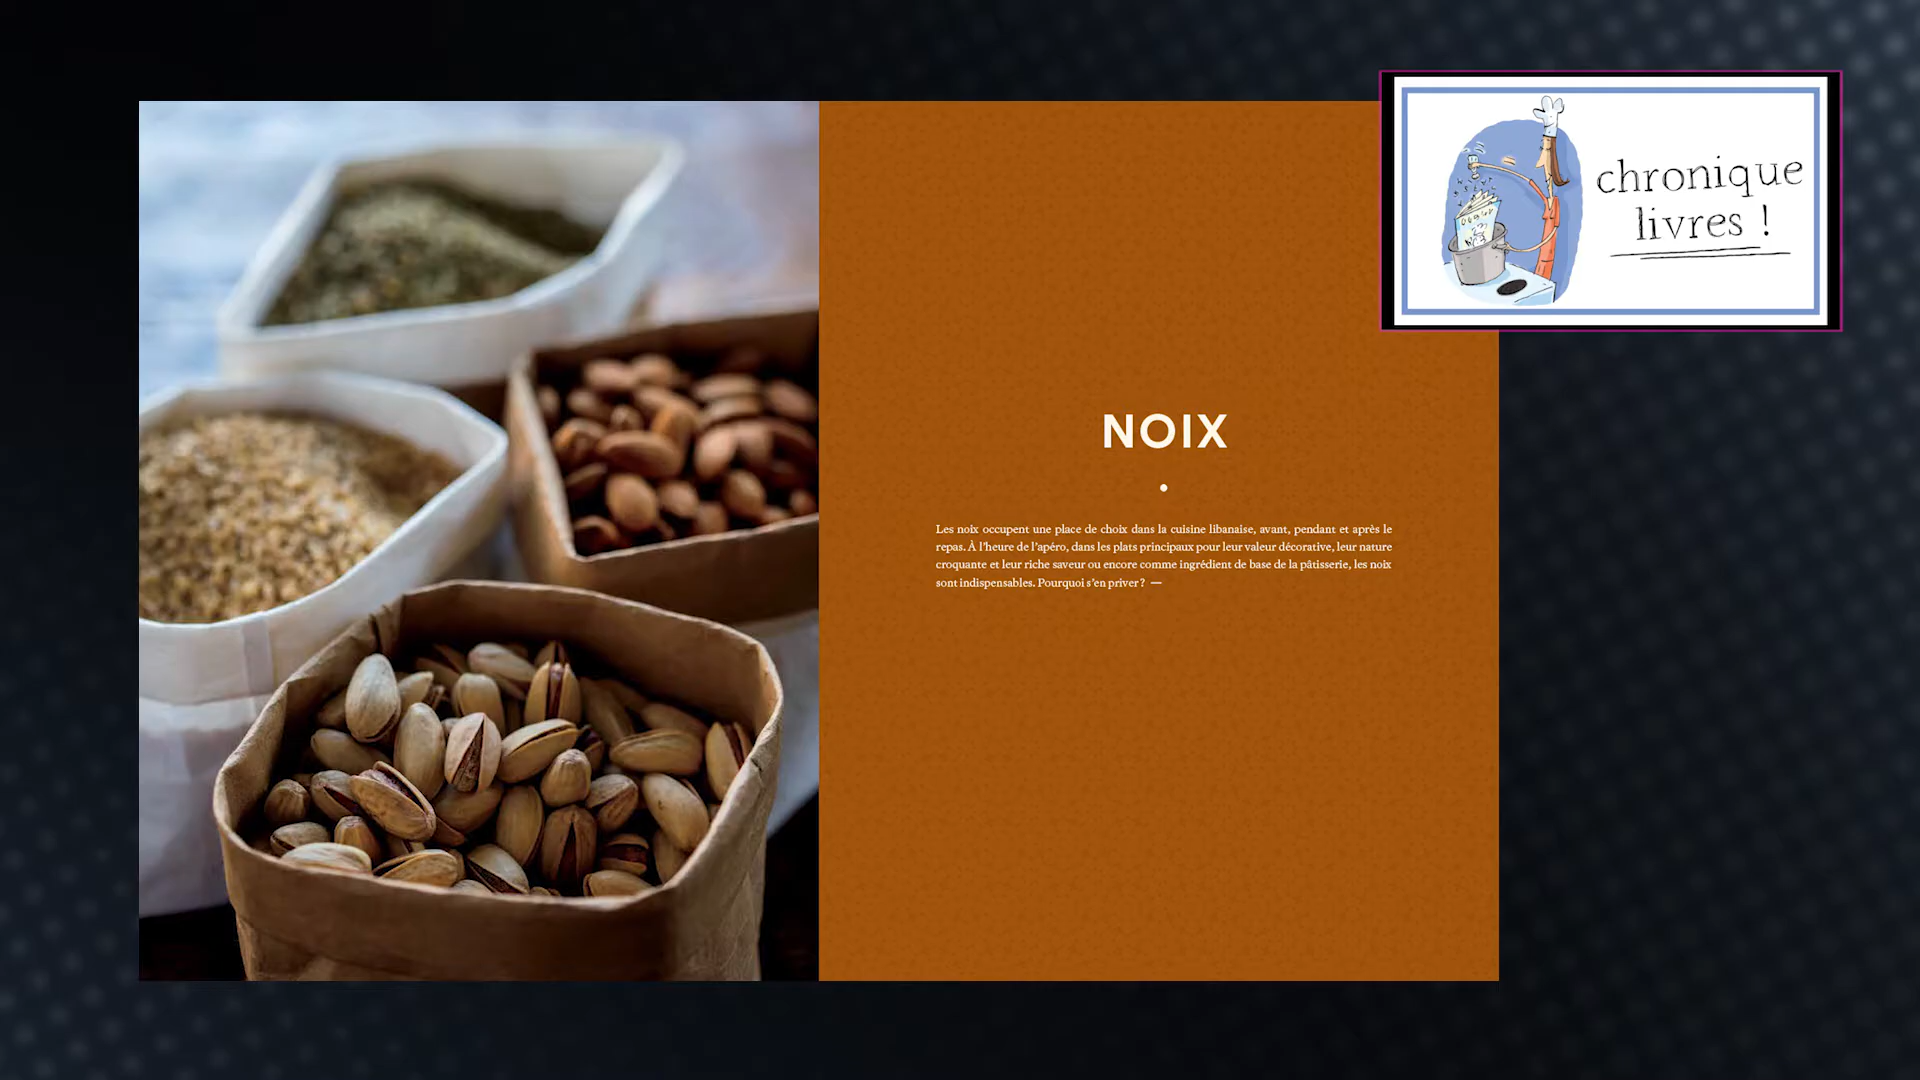 chronique
livres !
NOIX
Les noix occupent une place de choix dans la cuisine libanaise, avant, pendant et après le
repas. À l'heure de l'apéro, dans les plats principaux pour leur valeur décorative, leur nature
croquante et leur riche saveur ou encore comme ingrédient de base de la pâtisserie, les noix
sont indispensables. Pourquoi s'en priver ? —